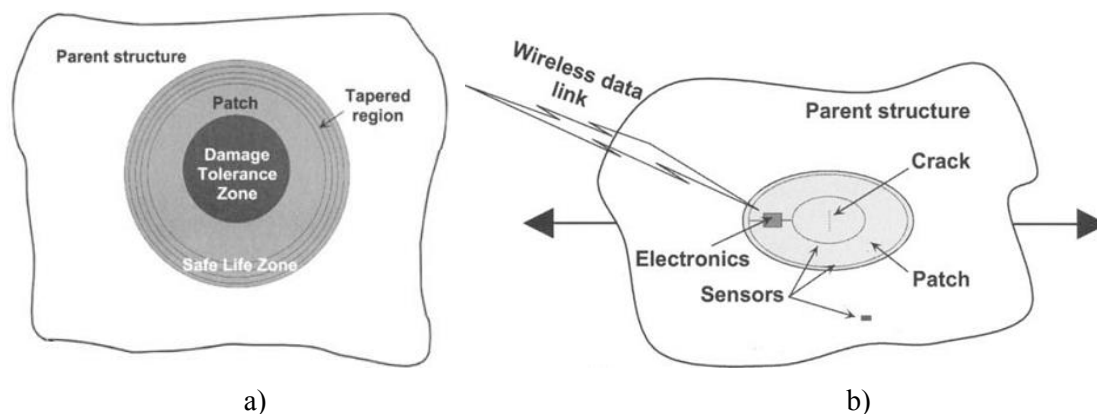 Parent structure
Patch
Tapered
region
Damage
Tolerance
Zone
Safe Life Zone
a)
Wireless data
link
Parent structure
Crack
Electronics
Patch
Sensors
b)